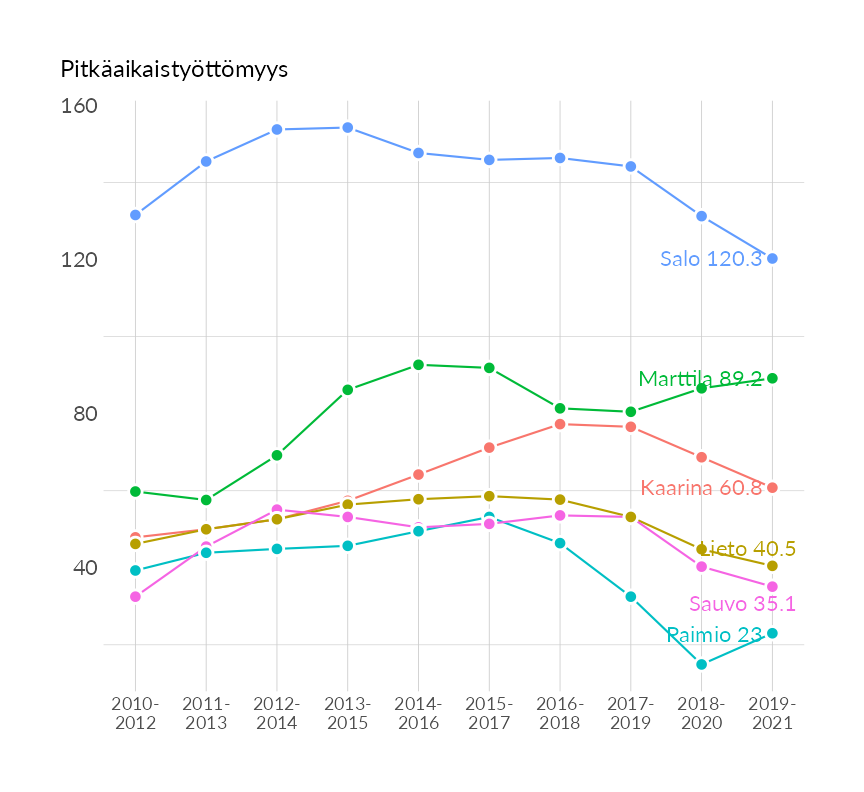 Pitkäaikaistyöttömyys
160
120
80
40
Salo 120.3
Marttila 89.2
Kaarina 60.8
Lieto 40.5
Sauvo 35.1
Paimio 23
2010- 2011- 2012- 2013- 2014- 2015- 2016- 2017- 2018- 2019-
2012 2013 2014 2015 2016 2017 2018 2019 2020 2021